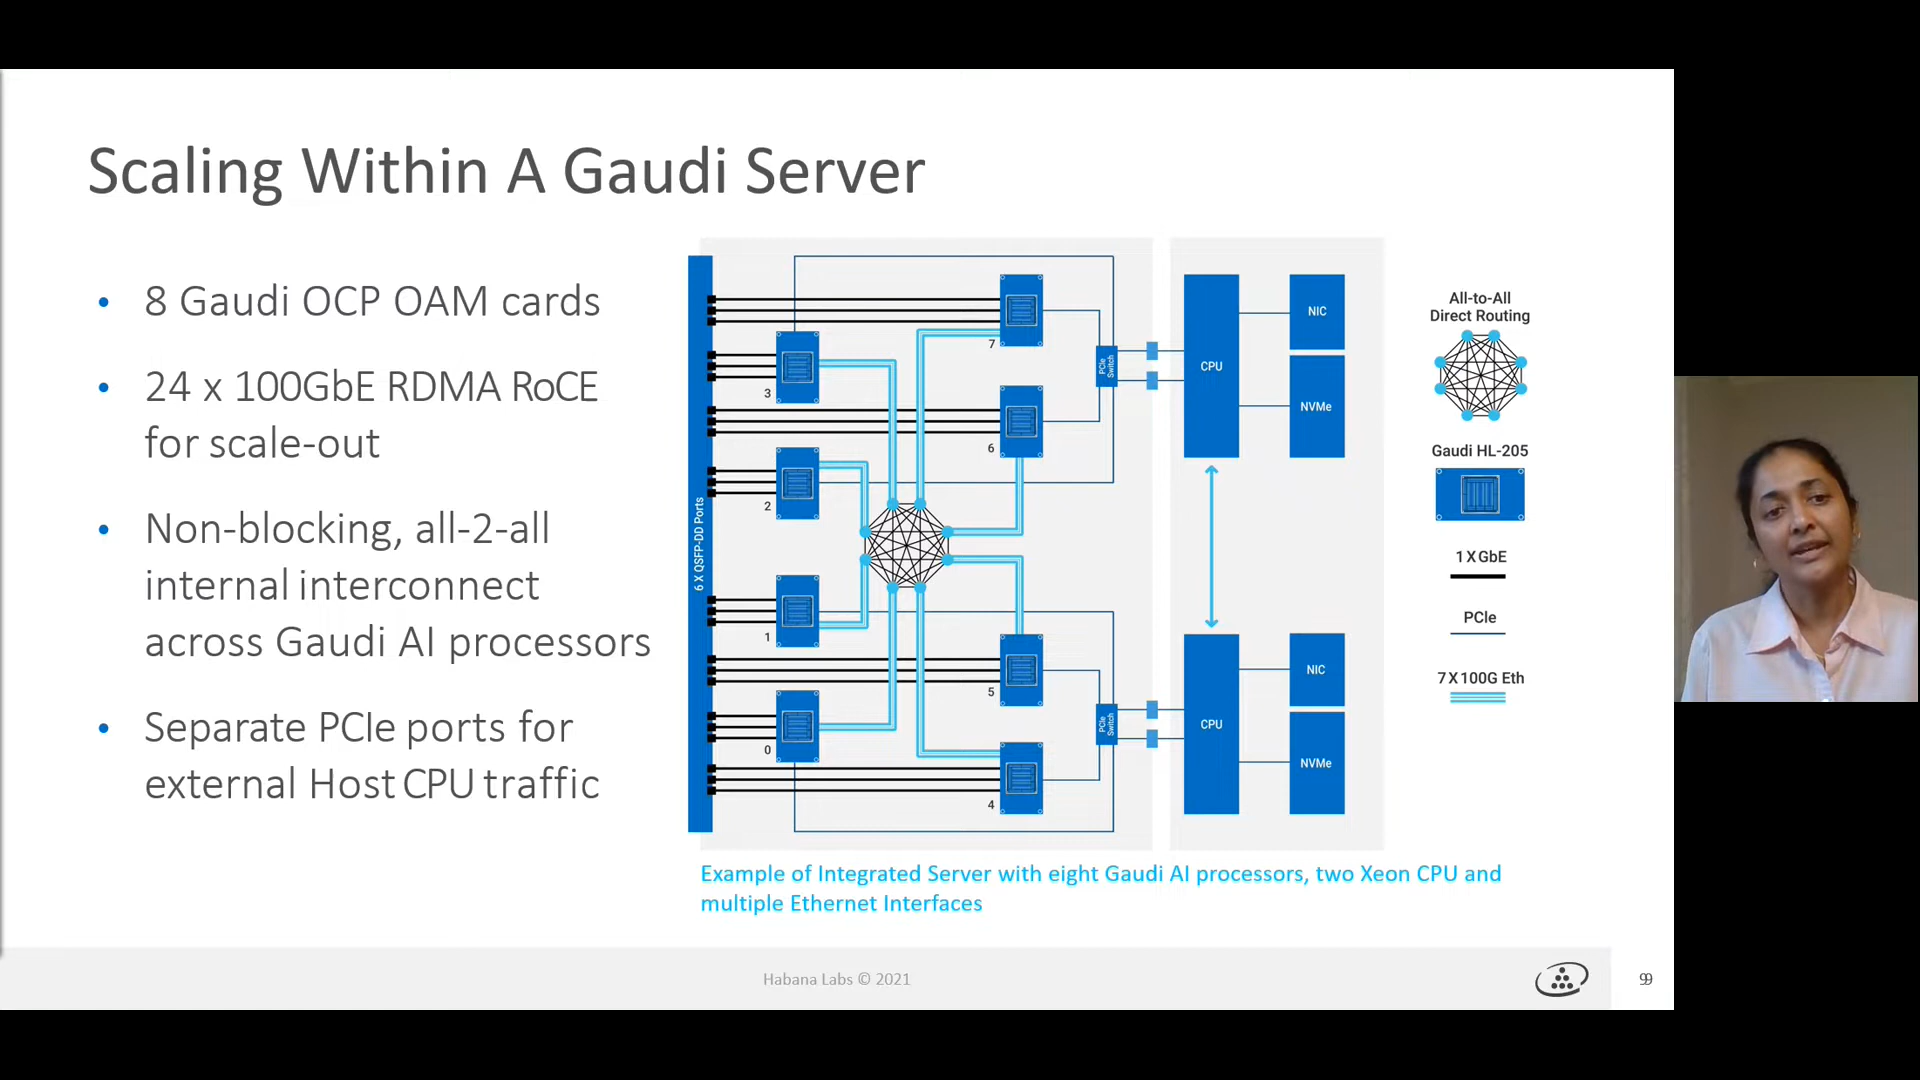 Scaling Within A Gaudi Server
• 8 Gaudi OCP OAM cards
• 24 x 100GbE RDMA RoCE
for scale-out
• Non-blocking, all-2-all
internal interconnect
across Gaudi AI processors
• Separate PCIe ports for
external Host CPU traffic
6 X QSFP-DD Ports
7
3
6
2
1
5
0
4
PCIe
Switch
PCIe
Switch
CPU
NIC
NVMe
CPU
NIC
NVMe
All-to-All
Direct Routing
Gaudi HL-205
1 X GbE
PCIe
7 X 100G Eth
Example of Integrated Server with eight Gaudi AI processors, two Xeon CPU and
multiple Ethernet Interfaces
Habana Labs © 2021
99